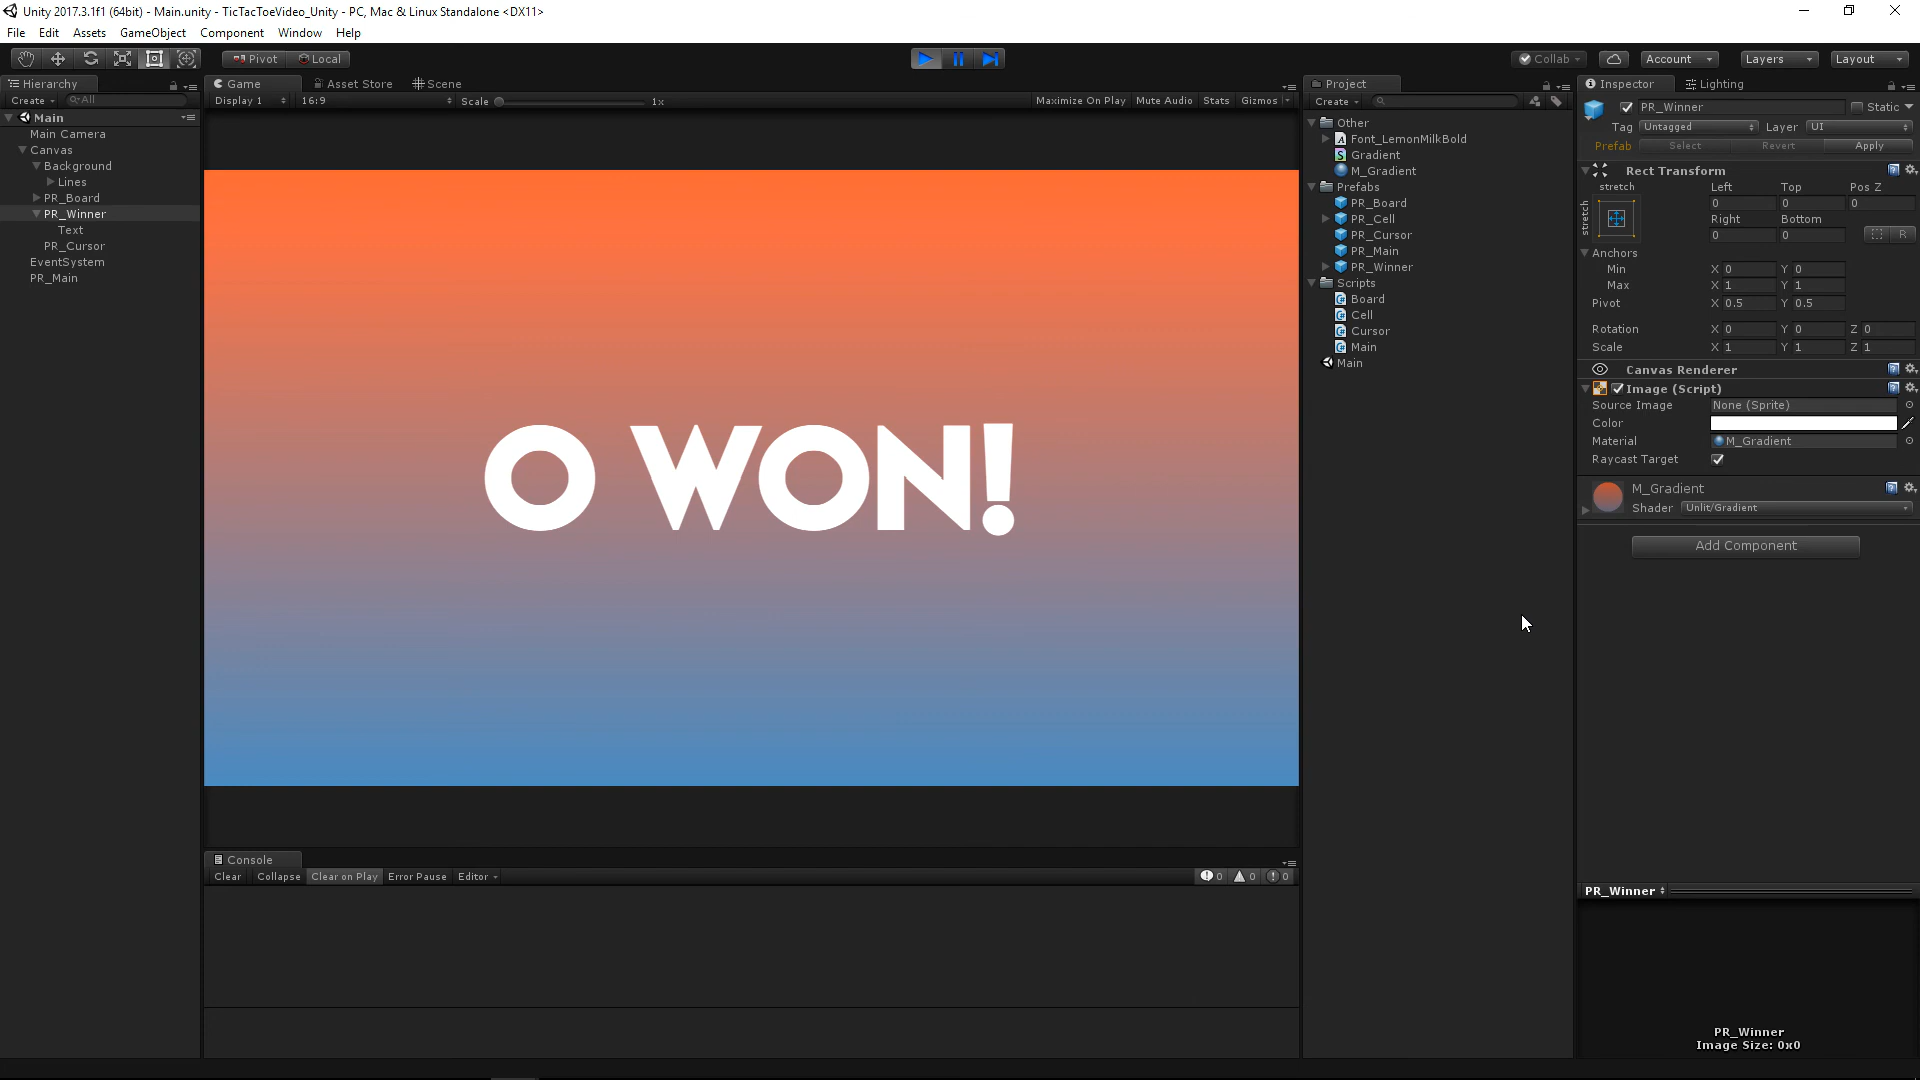 Unity 2017.3.1f1 (64bit) - Main.unity - TicTacToeVideo_Unity - PC, Mac & Linux Standalone <DX11>
File Edit Assets GameObject Component Window Help
Pivot Local Collab Account Layers Layout
Hierarchy
Create All
Main
Main Camera
Canvas
Background
Lines
PR_Board
PR_Winner
Text
PR_Cursor
EventSystem
PR_Main
Game Asset Store Scene
Display 1 16:9 Scale 1x Maximize On Play Mute Audio Stats Gizmos
O WON!
Console
Clear Collapse Clear on Play Error Pause Editor 0 0 0
Project
Create
Other
Font_LemonMilkBold
Gradient
M_Gradient
Prefabs
PR_Board
PR_Cell
PR_Cursor
PR_Main
PR_Winner
Scripts
Board
Cell
Cursor
Main
Main
Inspector Lighting
PR_Winner Static
Tag Untagged Layer UI
Prefab Select Revert Apply
Rect Transform
stretch Left Top Pos Z
stretch 0 0 0
Right Bottom
0 0 R
Anchors
Min X 0 Y 0
Max X 1 Y 1
Pivot X 0.5 Y 0.5
Rotation X 0 Y 0 Z 0
Scale X 1 Y 1 Z 1
Canvas Renderer
Image (Script)
Source Image None (Sprite)
Color
Material M_Gradient
Raycast Target
M_Gradient
Shader Unlit/Gradient
Add Component
PR_Winner
PR_Winner
Image Size: 0x0